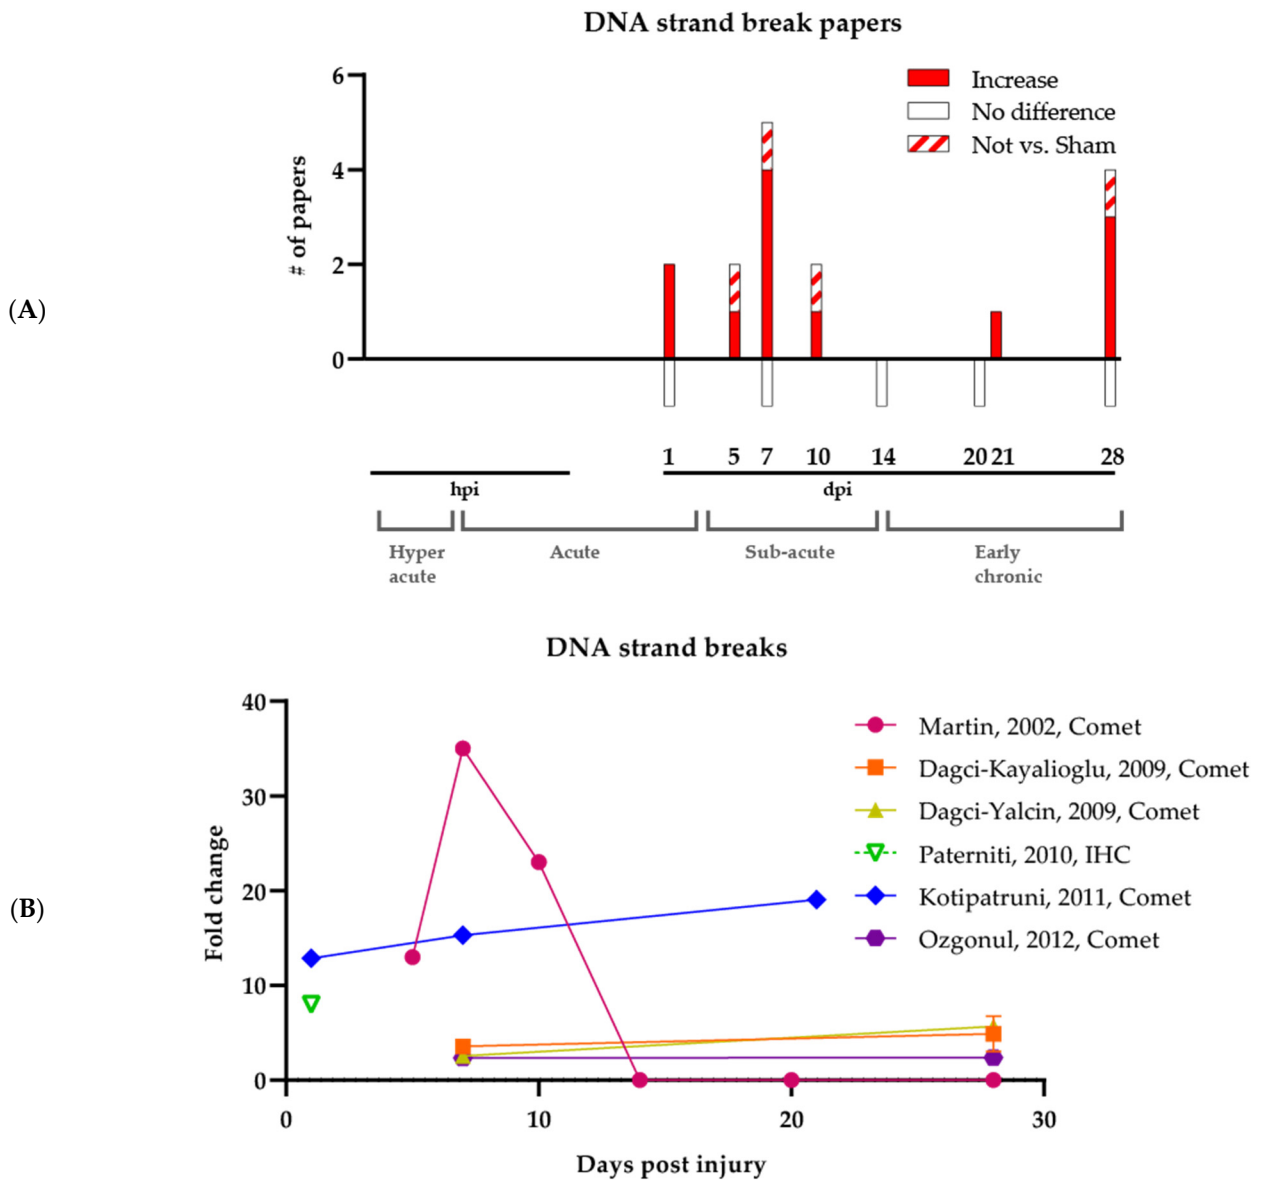 DNA strand break papers
6
4
2
0
# of papers
Increase
No difference
Not vs. Sham
(A)
1 5 7 10 14 20 21 28
hpi dpi
Hyper acute
Acute
Sub-acute
Early chronic
DNA strand breaks
40
30
20
10
0
Fold change
Martin, 2002, Comet
Dagci-Kayalioglu, 2009, Comet
Dagci-Yalcin, 2009, Comet
Paterniti, 2010, IHC
Kotipatruni, 2011, Comet
Ozgonul, 2012, Comet
(B)
0 10 20 30
Days post injury